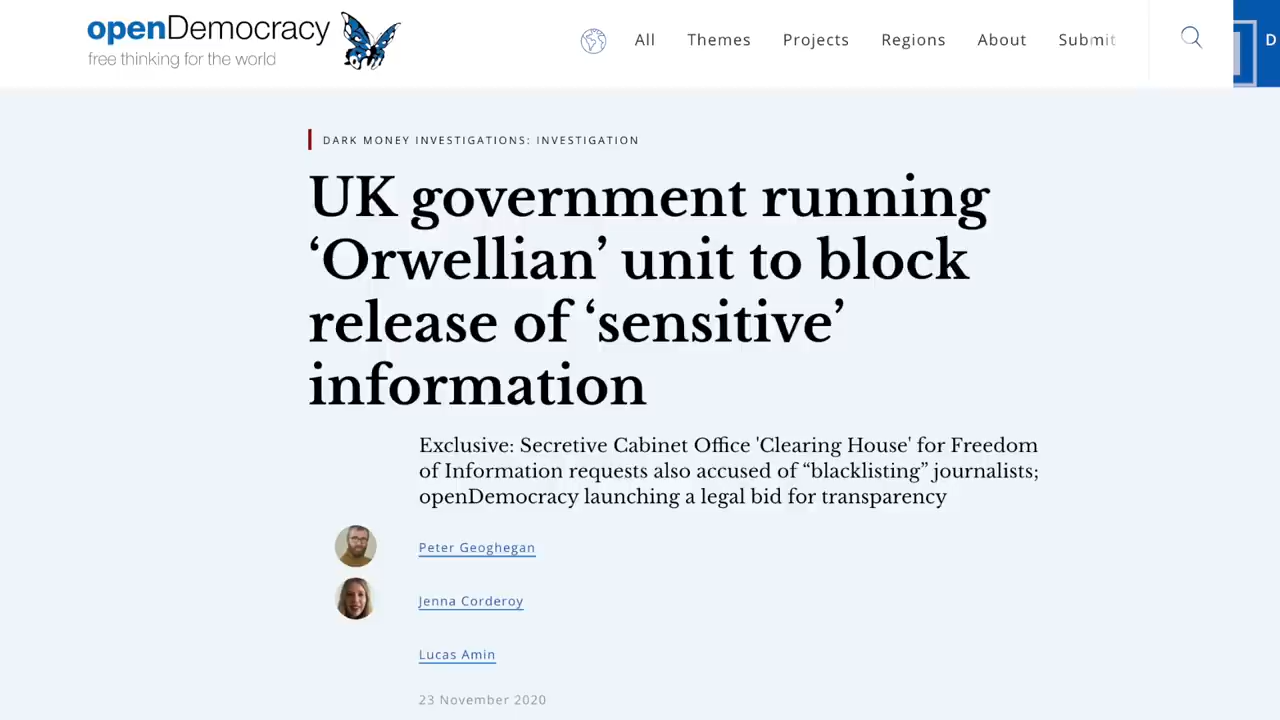 openDemocracy
free thinking for the world
All Themes Projects Regions About Submit
D
DARK MONEY INVESTIGATIONS: INVESTIGATION
UK government running
‘Orwellian’ unit to block
release of ‘sensitive’
information
Exclusive: Secretive Cabinet Office 'Clearing House' for Freedom
of Information requests also accused of “blacklisting” journalists;
openDemocracy launching a legal bid for transparency
Peter Geoghegan
Jenna Corderoy
Lucas Amin
23 November 2020